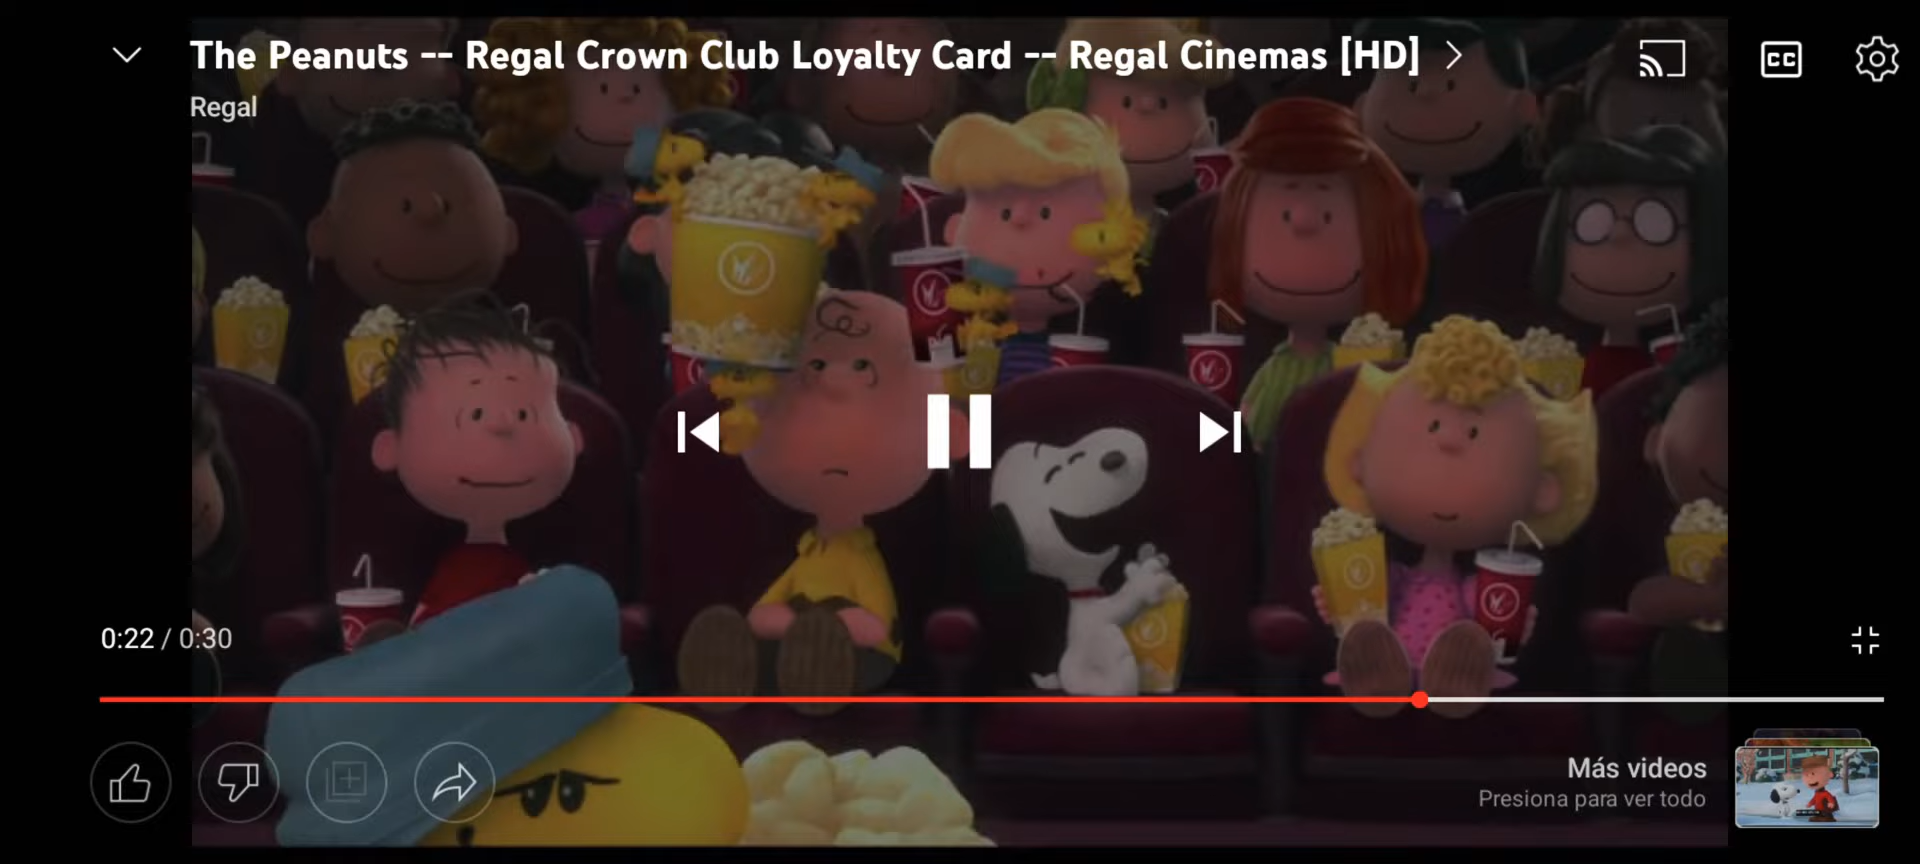 The Peanuts -- Regal Crown Club Loyalty Card -- Regal Cinemas [HD]
CC
Regal
0:22 / 0:30
Más videos
Presiona para ver todo